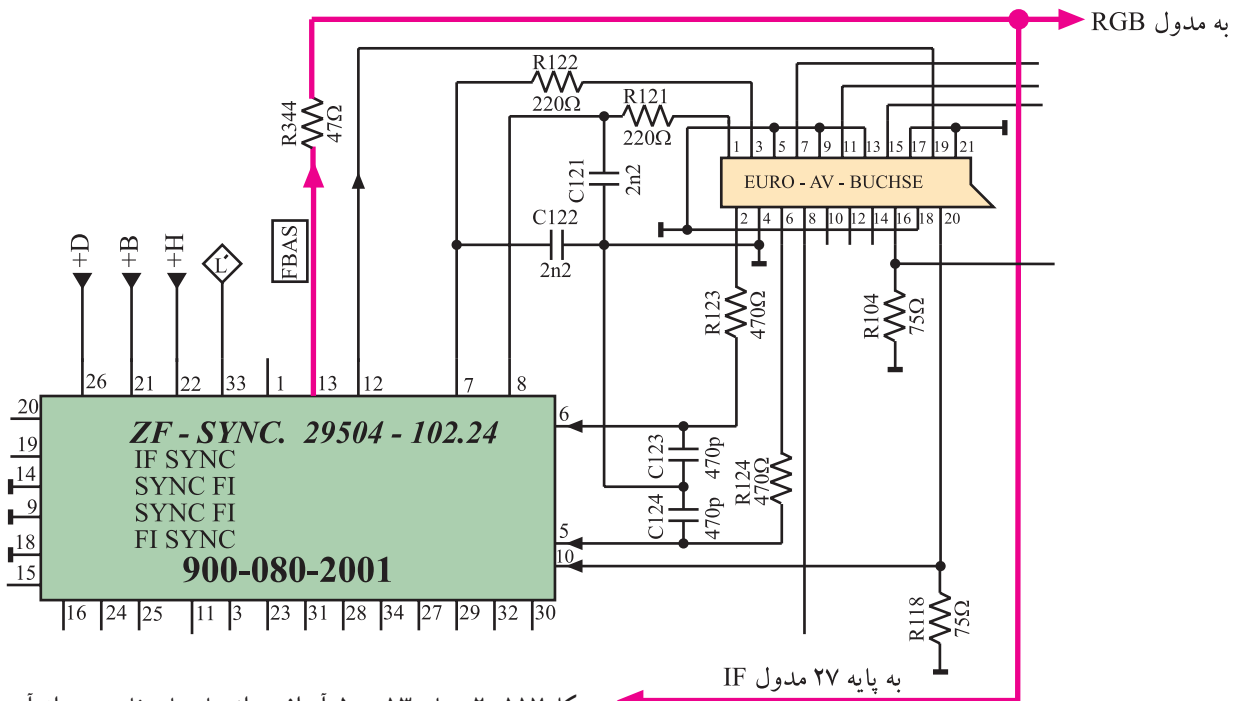 به مدول RGB
R122
220Ω
R121
220Ω
R344
47Ω
1 3 5 7 9 11 13 15 17 19 21
EURO - AV - BUCHSE
2 4 6 8 10 12 14 16 18 20
C121
2n2
C122
2n2
+D
+B
+H
L'
FBAS
R123
470Ω
R104
75Ω
26 21 22 33 1 13 12 7 8
20
19
14
9
18
15
ZF - SYNC. 29504 - 102.24
IF SYNC
SYNC FI
SYNC FI
FI SYNC
900-080-2001
6
5
10
C123
470p
C124
470p
R124
470Ω
16 24 25 11 3 23 31 28 34 27 29 32 30
R118
75Ω
به پایه ۲۷ مدول IF